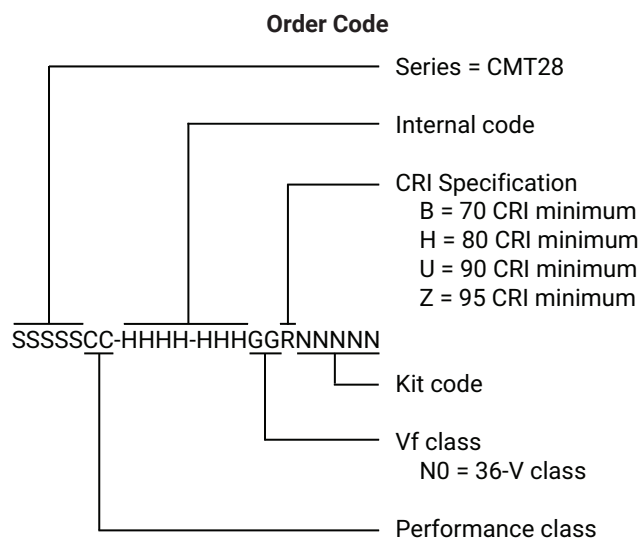 Order Code
Series = CMT28
Internal code
CRI Specification
B = 70 CRI minimum
H = 80 CRI minimum
U = 90 CRI minimum
Z = 95 CRI minimum
SSSSSCC-HHHH-HHHGGRNNNNN
Kit code
Vf class
N0 = 36-V class
Performance class